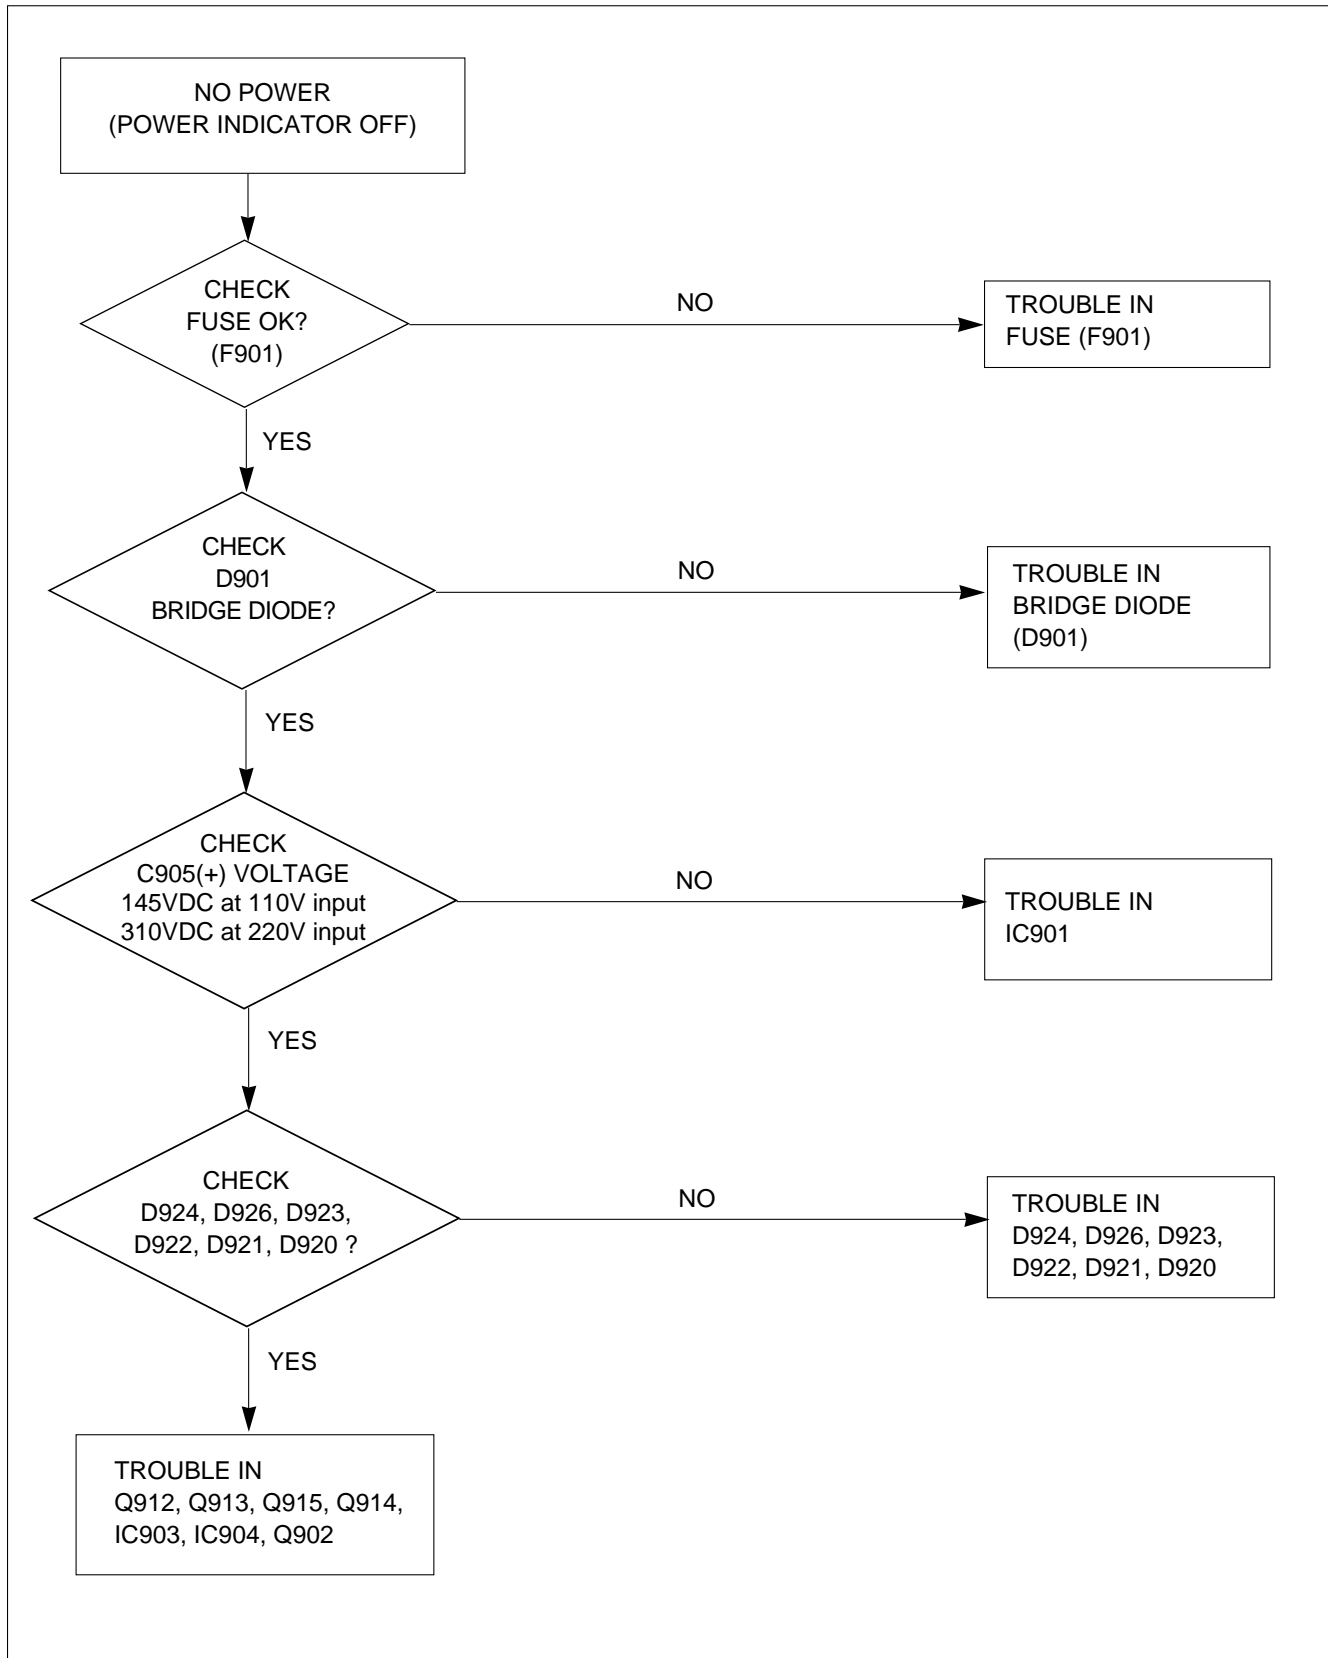 NO POWER
(POWER INDICATOR OFF)
CHECK
FUSE OK?
(F901)
NO
TROUBLE IN
FUSE (F901)
YES
CHECK
D901
BRIDGE DIODE?
NO
TROUBLE IN
BRIDGE DIODE
(D901)
YES
CHECK
C905(+) VOLTAGE
145VDC at 110V input
310VDC at 220V input
NO
TROUBLE IN
IC901
YES
CHECK
D924, D926, D923,
D922, D921, D920 ?
NO
TROUBLE IN
D924, D926, D923,
D922, D921, D920
YES
TROUBLE IN
Q912, Q913, Q915, Q914,
IC903, IC904, Q902